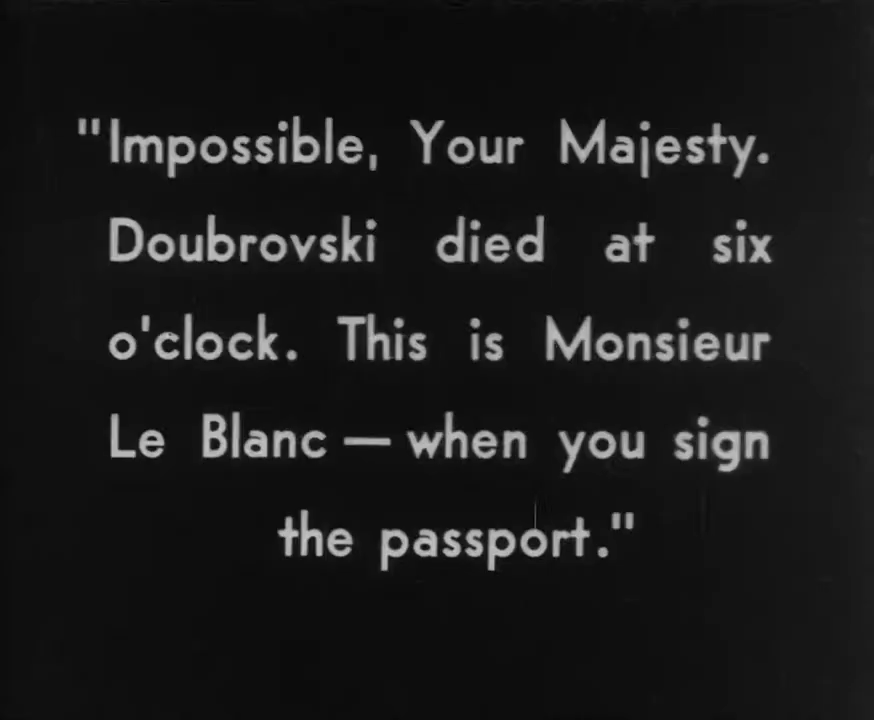 "Impossible, Your Majesty.
Doubrovski died at six
o'clock. This is Monsieur
Le Blanc — when you sign
the passport."